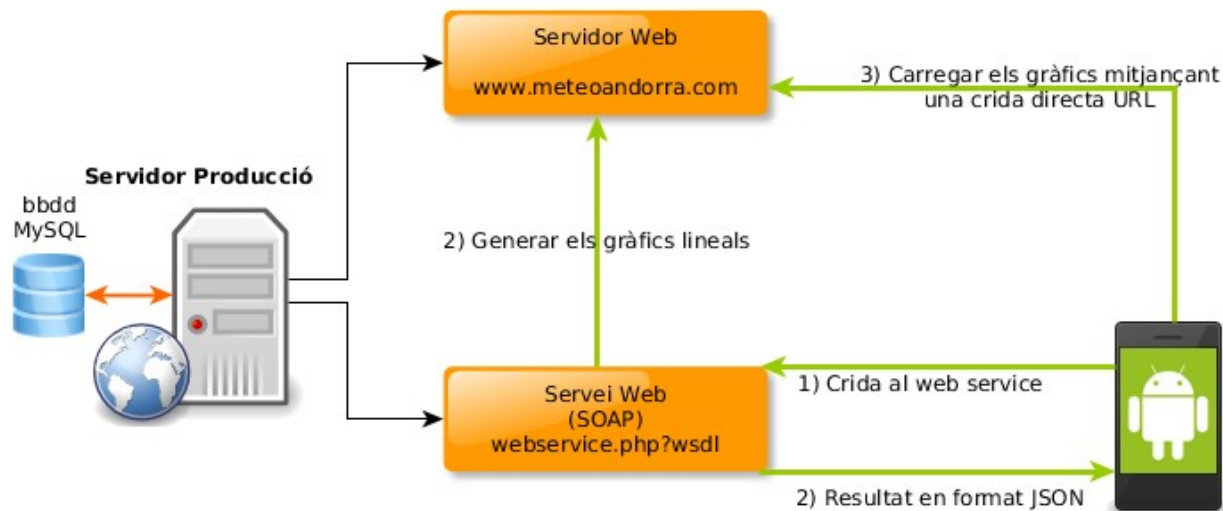 Servidor Web
www.meteoandorra.com
3) Carregar els gràfics mitjançant
una crida directa URL
Servidor Producció
bbdd
MySQL
2) Generar els gràfics lineals
Servei Web
(SOAP)
webservice.php?wsdl
1) Crida al web service
2) Resultat en format JSON